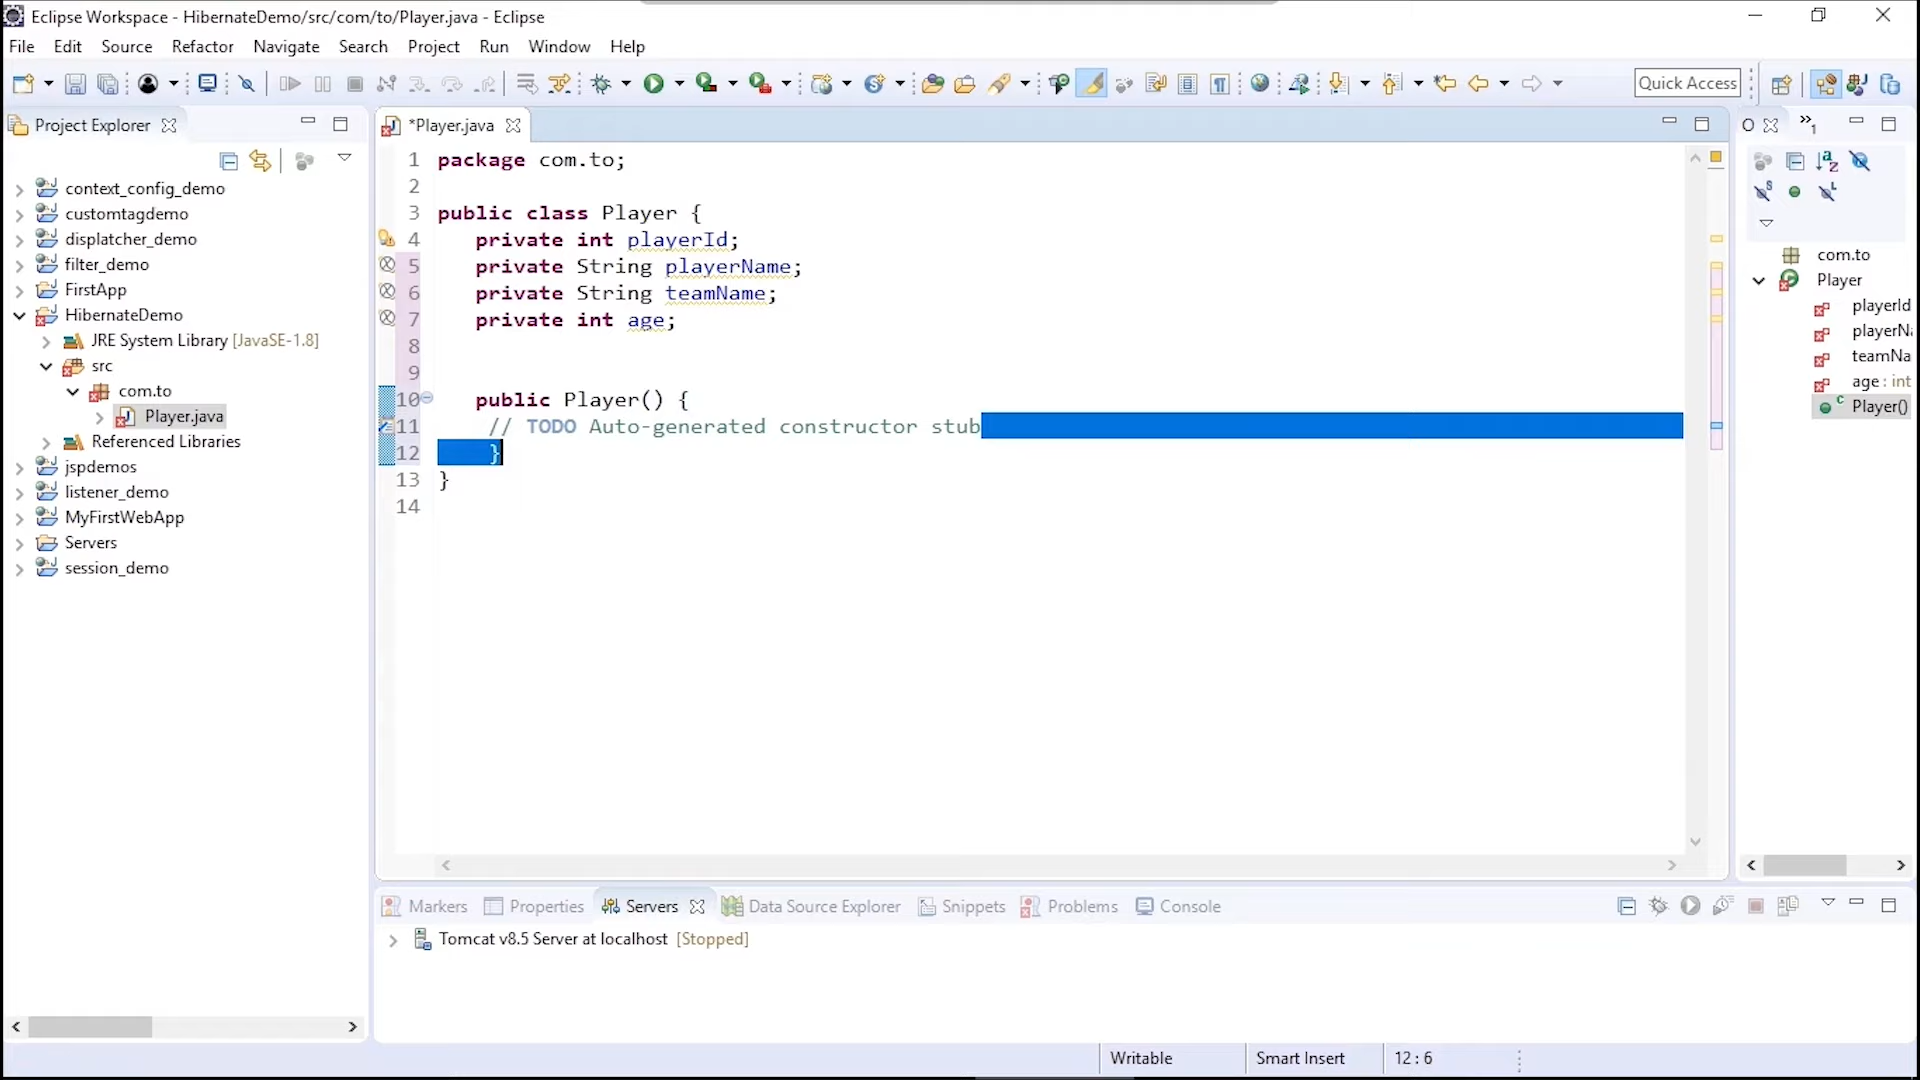 Eclipse Workspace - HibernateDemo/src/com/to/Player.java - Eclipse
File Edit Source Refactor Navigate Search Project Run Window Help
Quick Access
Project Explorer
context_config_demo
customtagdemo
displatcher_demo
filter_demo
FirstApp
HibernateDemo
JRE System Library [JavaSE-1.8]
src
com.to
Player.java
Referenced Libraries
jspdemos
listener_demo
MyFirstWebApp
Servers
session_demo
*Player.java
1 package com.to;
2
3 public class Player {
4 private int playerId;
5 private String playerName;
6 private String teamName;
7 private int age;
8
9
10 public Player() {
11 // TODO Auto-generated constructor stub
12 }
13 }
14
O
com.to
Player
playerId
playerNa
teamNa
age : int
Player()
Markers Properties Servers Data Source Explorer Snippets Problems Console
Tomcat v8.5 Server at localhost [Stopped]
Writable Smart Insert 12 : 6